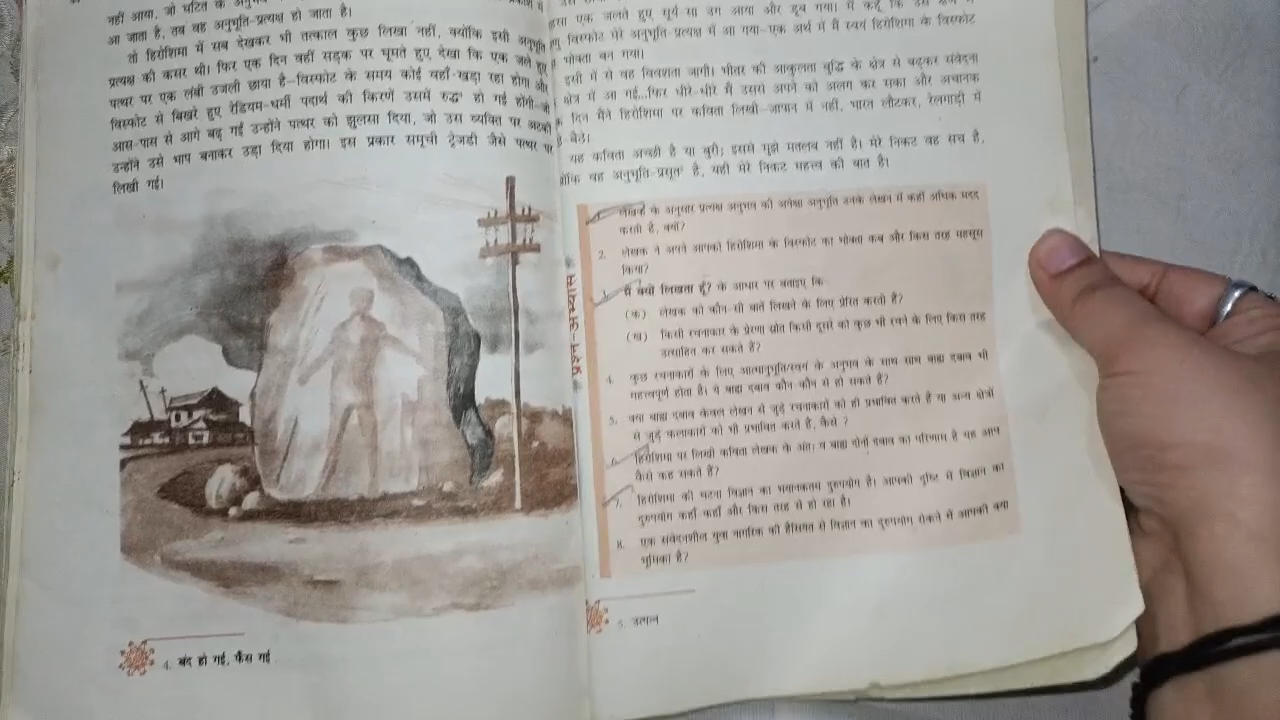 नहीं आया, जो घटित के अनुभव
आ जाता है, तब वह अनुभूति-प्रत्यक्ष हो जाता है।
तो हिरोशिमा में सब देखकर भी तत्काल कुछ लिखा नहीं, क्योंकि इसी अनुभूति
प्रत्यक्ष की कसर थी। फिर एक दिन वहीं सड़क पर घूमते हुए देखा कि एक जले हुए
पत्थर पर एक लंबी उजली छाया है–विस्फोट के समय कोई वहाँ खड़ा रहा होगा और
विस्फोट से बिखरे हुए रेडियम-धर्मी पदार्थ की किरणें उसमें रुद्ध⁴ हो गई होंगी–जो
आस-पास से आगे बढ़ गईं उन्होंने पत्थर को झुलसा दिया, जो उस व्यक्ति पर अटकीं
उन्होंने उसे भाप बनाकर उड़ा दिया होगा। इस प्रकार समूची ट्रेजडी जैसे पत्थर पर
लिखी गई।
4. बंद हो गई, फँस गई
एक जलते हुए सूर्य-सा उग आया और डूब गया। मैं कहूँ कि उस क्षण में
विस्फोट मेरे अनुभूति-प्रत्यक्ष में आ गया–एक अर्थ में मैं स्वयं हिरोशिमा के विस्फोट
भोक्ता बन गया।
इसी में से वह विवशता जागी। भीतर की आकुलता बुद्धि के क्षेत्र से बढ़कर संवेदना
क्षेत्र में आ गई...फिर धीरे-धीरे मैं उससे अपने को अलग कर सका और अचानक
दिन मैंने हिरोशिमा पर कविता लिखी–जापान में नहीं, भारत लौटकर, रेलगाड़ी में
बैठे।
यह कविता अच्छी है या बुरी; इससे मुझे मतलब नहीं है। मेरे निकट वह सच है,
क्योंकि वह अनुभूति-प्रसूत⁵ है, यही मेरे निकट महत्त्व की बात है।
प्रश्न-अभ्यास
1. लेखक के अनुसार प्रत्यक्ष अनुभव की अपेक्षा अनुभूति उनके लेखन में कहीं अधिक मदद
करती है, क्यों?
2. लेखक ने अपने आपको हिरोशिमा के विस्फोट का भोक्ता कब और किस तरह महसूस
किया?
3. मैं क्यों लिखता हूँ? के आधार पर बताइए कि
(क) लेखक को कौन-सी बातें लिखने के लिए प्रेरित करती हैं?
(ख) किसी रचनाकार के प्रेरणा स्रोत किसी दूसरे को कुछ भी रचने के लिए किस तरह
उत्साहित कर सकते हैं?
4. कुछ रचनाकारों के लिए आत्मानुभूति/स्वयं के अनुभव के साथ साथ बाह्य दबाव भी
महत्त्वपूर्ण होता है। ये बाह्य दबाव कौन कौन से हो सकते हैं?
5. क्या बाह्य दबाव केवल लेखन से जुड़े रचनाकारों को ही प्रभावित करते हैं या अन्य क्षेत्रों
से जुड़े कलाकारों को भी प्रभावित करते हैं, कैसे ?
6. हिरोशिमा पर लिखी कविता लेखक के अंतः व बाह्य दोनों दबाव का परिणाम है यह आप
कैसे कह सकते हैं?
7. हिरोशिमा की घटना विज्ञान का भयानकतम दुरुपयोग है। आपकी दृष्टि में विज्ञान का
दुरुपयोग कहाँ कहाँ और किस तरह से हो रहा है।
8. एक संवेदनशील युवा नागरिक की हैसियत से विज्ञान का दुरुपयोग रोकने में आपकी क्या
भूमिका है?
5. उत्पन्न